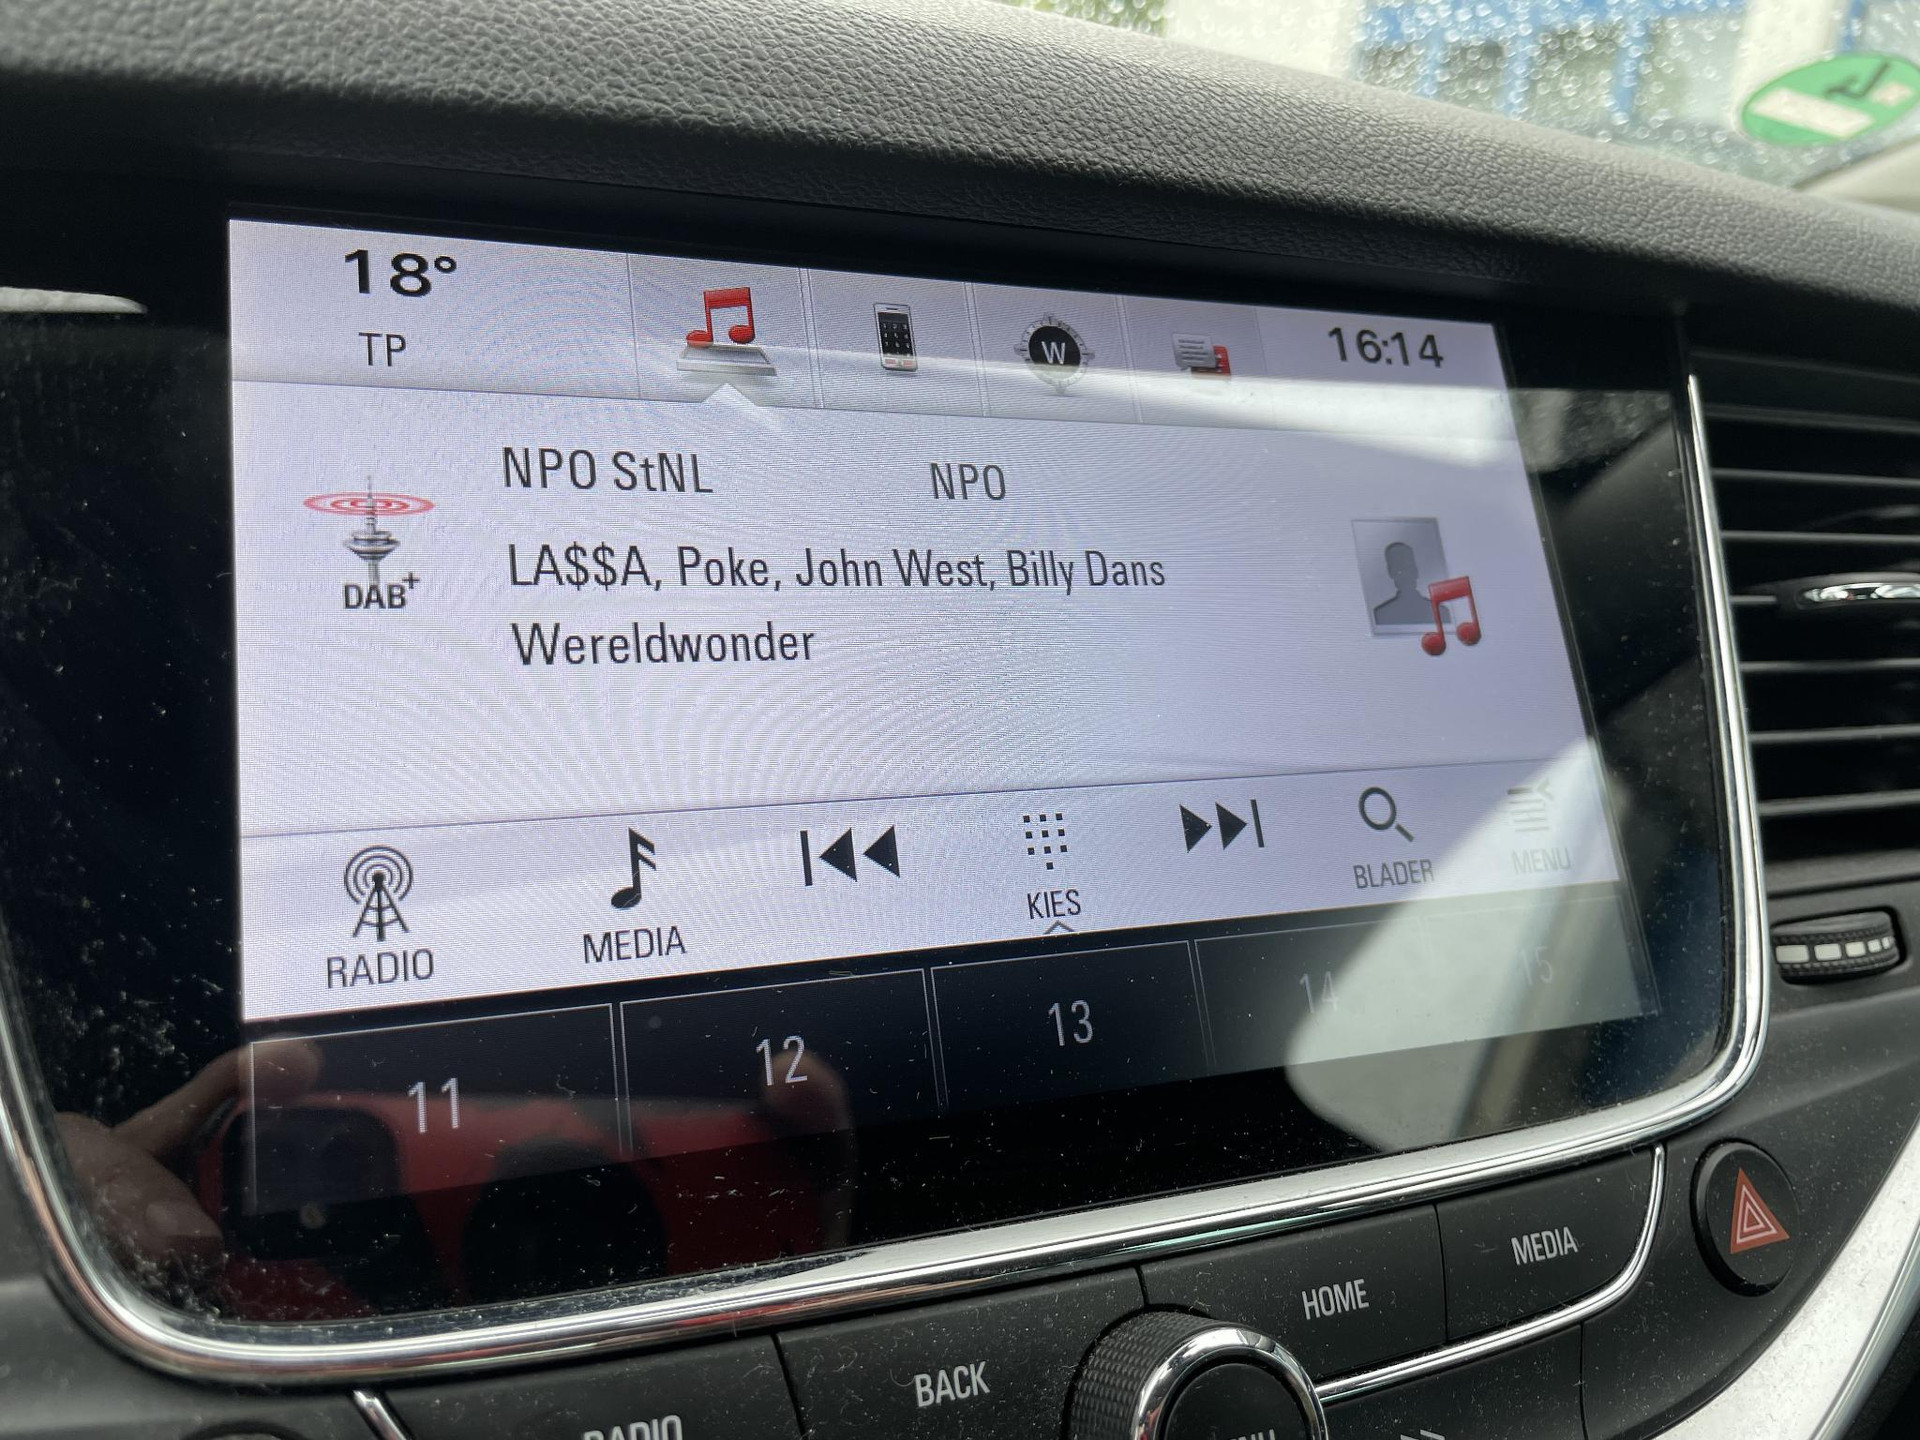 18°
TP
W
16:14
NPO StNL
NPO
DAB+
LA$$A, Poke, John West, Billy Dans
Wereldwonder
RADIO
MEDIA
KIES
BLADER
MENU
11
12
13
14
15
HOME
MEDIA
BACK
RADIO